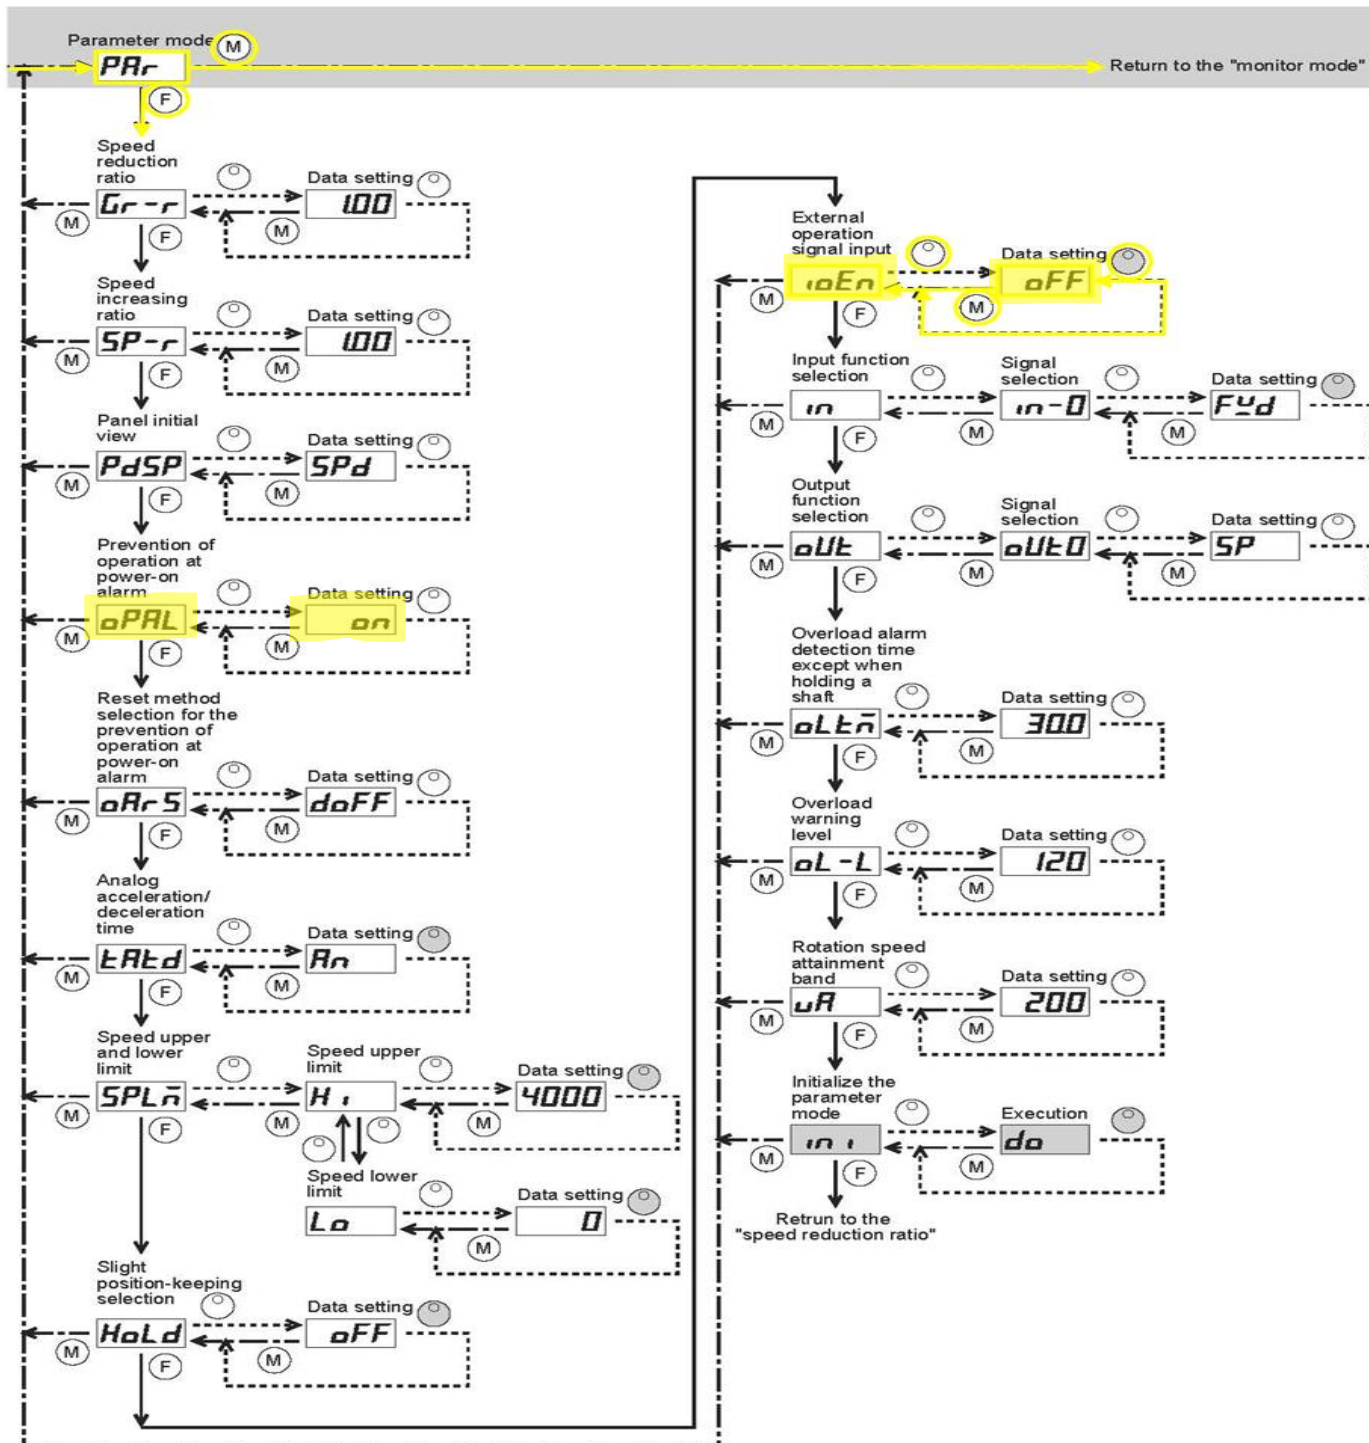 Parameter mode
M
PAr
Return to the "monitor mode"
F
Speed
reduction
ratio
Data setting
Gr-r
1.00
M
M
F
Speed
increasing
ratio
Data setting
SP-r
1.00
M
M
F
Panel initial
view
Data setting
PdSP
SPd
M
M
F
Prevention of
operation at
power-on
alarm
Data setting
oPAL
on
M
M
F
Reset method
selection for the
prevention of
operation at
power-on
alarm
Data setting
oArS
doFF
M
M
F
Analog
acceleration/
deceleration
time
Data setting
tAtd
An
M
M
F
Speed upper
and lower
limit
Speed upper
limit
Data setting
SPLM
Hi
4000
M
M
M
F
Speed lower
limit
Data setting
Lo
0
M
Slight
position-keeping
selection
Data setting
HoLd
oFF
M
M
F
External
operation
signal input
Data setting
ioEn
oFF
M
M
F
Input function
selection
Signal
selection
Data setting
in
in-0
Fwd
M
M
M
F
Output
function
selection
Signal
selection
Data setting
oUt
oUt0
SP
M
M
M
F
Overload alarm
detection time
except when
holding a
shaft
Data setting
oLtM
30.0
M
M
F
Overload
warning
level
Data setting
oL-L
120
M
M
F
Rotation speed
attainment
band
Data setting
vA
200
M
M
F
Initialize the
parameter
mode
Execution
ini
do
M
M
F
Retrun to the
"speed reduction ratio"